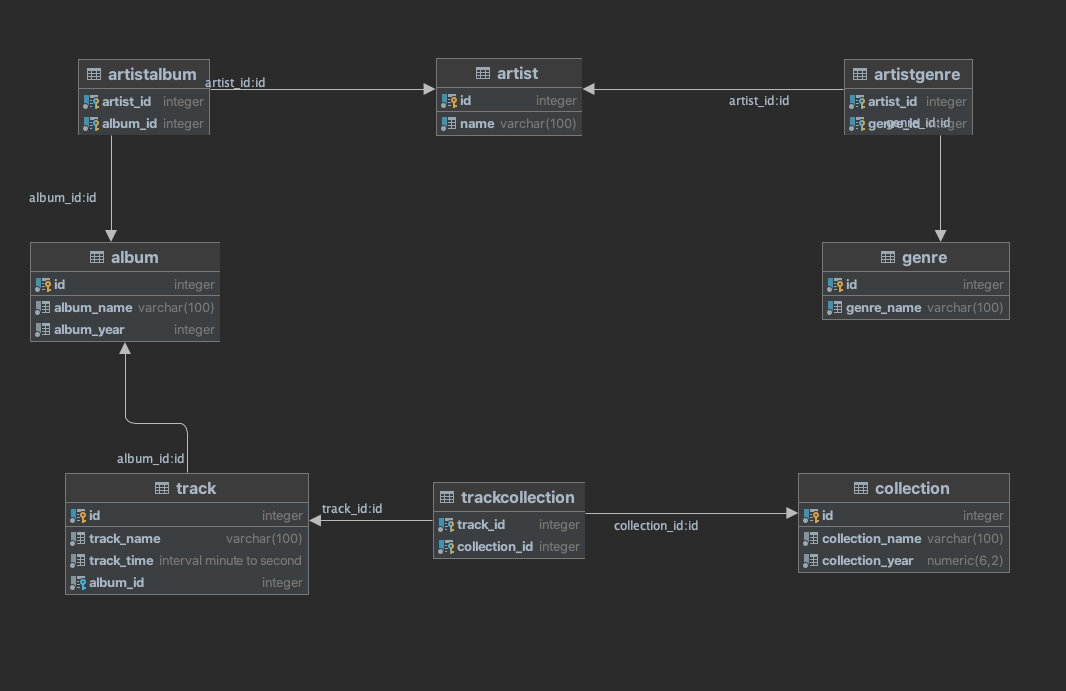 artistalbum
artist_id integer
album_id integer
artist_id:id
artist
id integer
name varchar(100)
artist_id:id
artistgenre
artist_id integer
genre_id integer
genre_id:id
album_id:id
album
id integer
album_name varchar(100)
album_year integer
genre
id integer
genre_name varchar(100)
album_id:id
track
id integer
track_name varchar(100)
track_time interval minute to second
album_id integer
track_id:id
trackcollection
track_id integer
collection_id integer
collection_id:id
collection
id integer
collection_name varchar(100)
collection_year numeric(6,2)